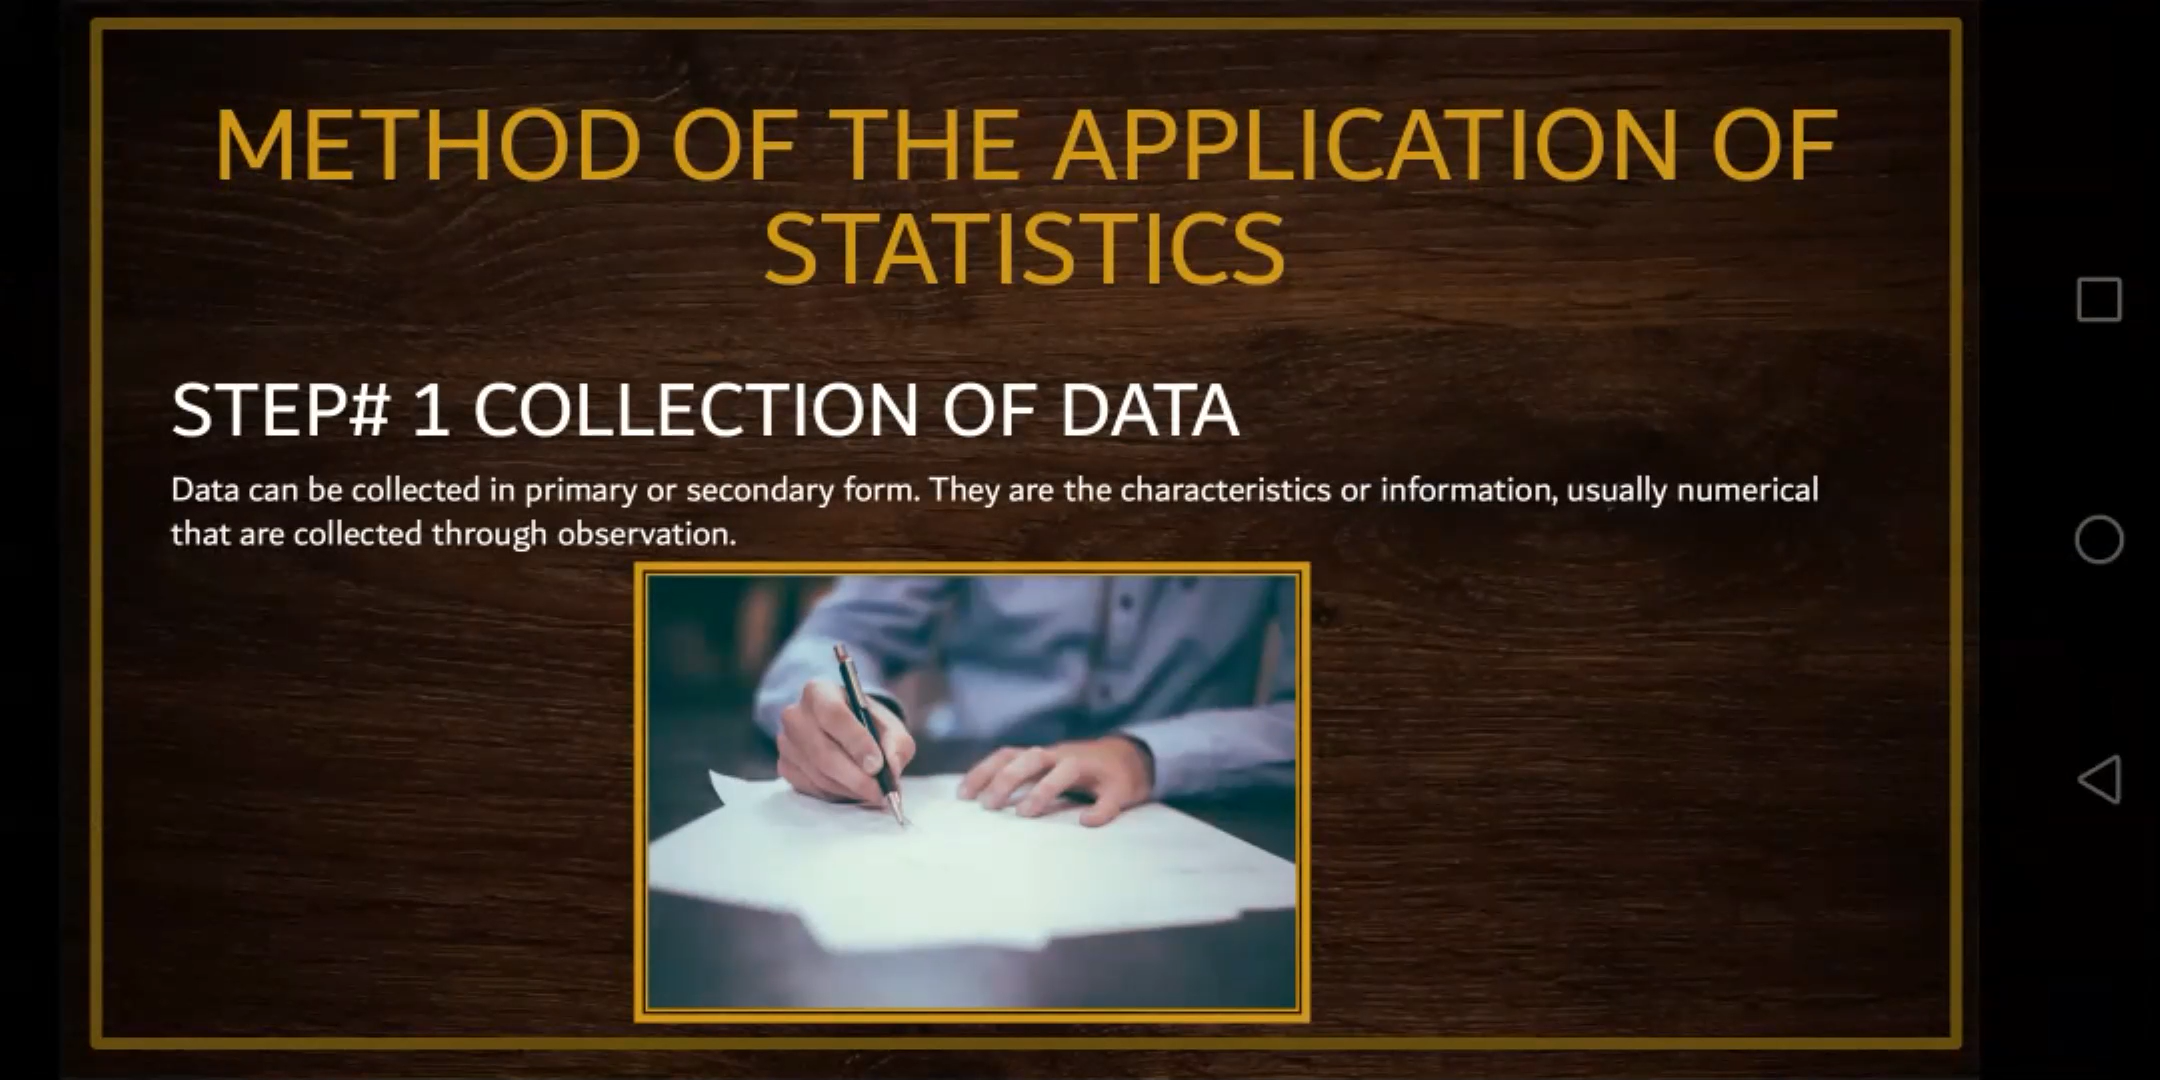 METHOD OF THE APPLICATION OF
STATISTICS
STEP# 1 COLLECTION OF DATA
Data can be collected in primary or secondary form. They are the characteristics or information, usually numerical
that are collected through observation.